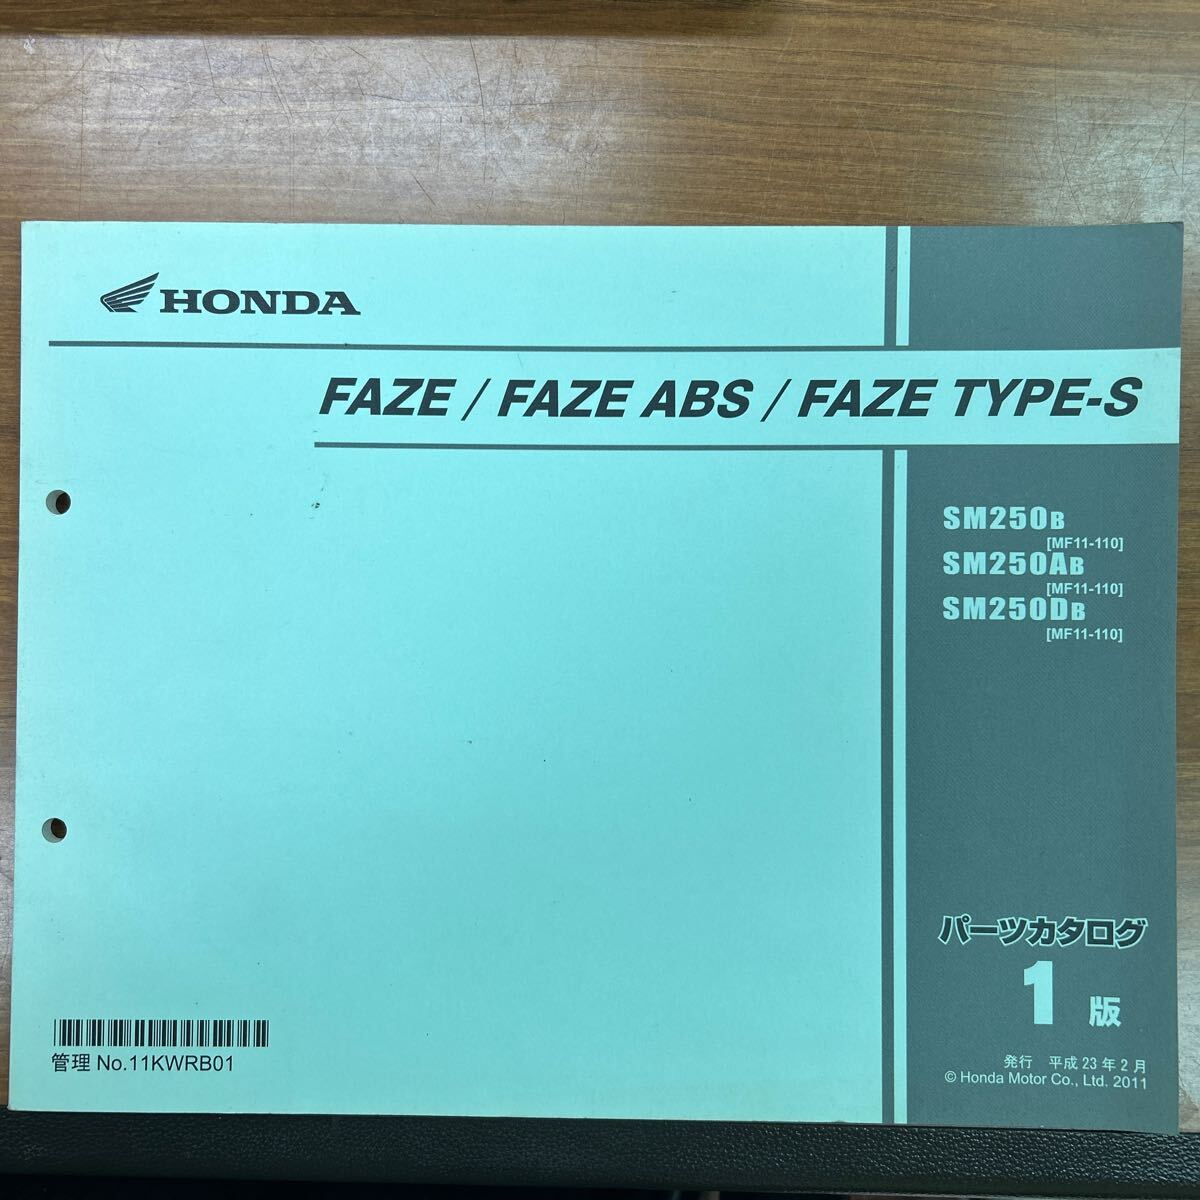 HONDA
FAZE / FAZE ABS / FAZE TYPE-S
SM250B
[MF11-110]
SM250AB
[MF11-110]
SM250DB
[MF11-110]
パーツカタログ
1 版
発行 平成23年2月
© Honda Motor Co., Ltd. 2011
管理 No.11KWRB01